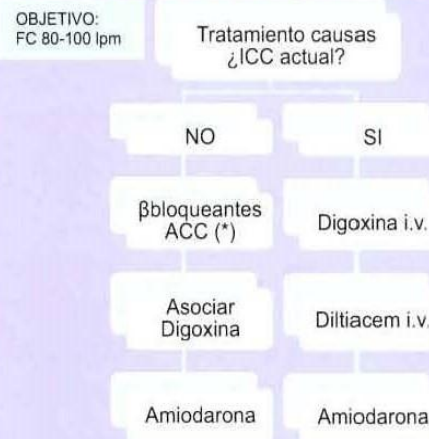 OBJETIVO:
FC 80-100 lpm
Tratamiento causas
¿ICC actual?
NO
SI
βbloqueantes
ACC (*)
Digoxina i.v.
Asociar
Digoxina
Diltiacem i.v.
Amiodarona
Amiodarona